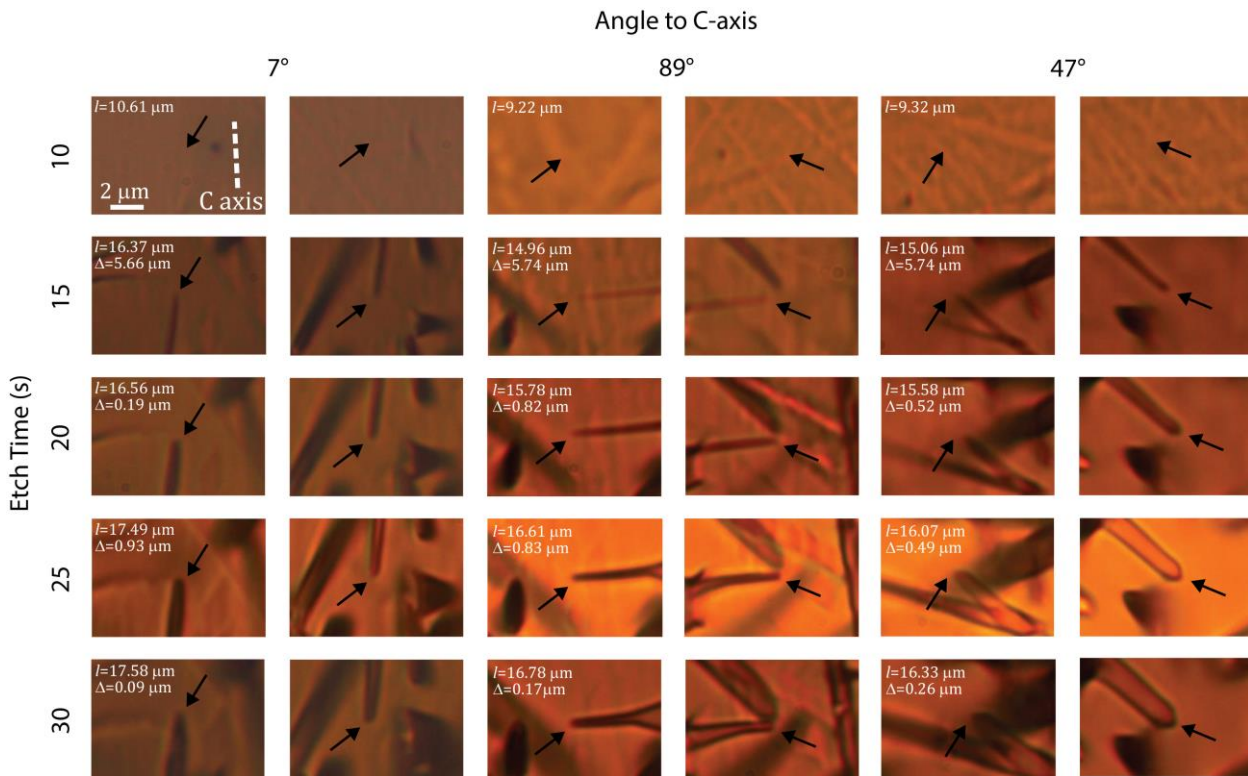 Angle to C-axis
7°
89°
47°
Etch Time (s)
10
l=10.61 µm
2 µm
C axis
l=9.22 µm
l=9.32 µm
15
l=16.37 µm
Δ=5.66 µm
l=14.96 µm
Δ=5.74 µm
l=15.06 µm
Δ=5.74 µm
20
l=16.56 µm
Δ=0.19 µm
l=15.78 µm
Δ=0.82 µm
l=15.58 µm
Δ=0.52 µm
25
l=17.49 µm
Δ=0.93 µm
l=16.61 µm
Δ=0.83 µm
l=16.07 µm
Δ=0.49 µm
30
l=17.58 µm
Δ=0.09 µm
l=16.78 µm
Δ=0.17µm
l=16.33 µm
Δ=0.26 µm